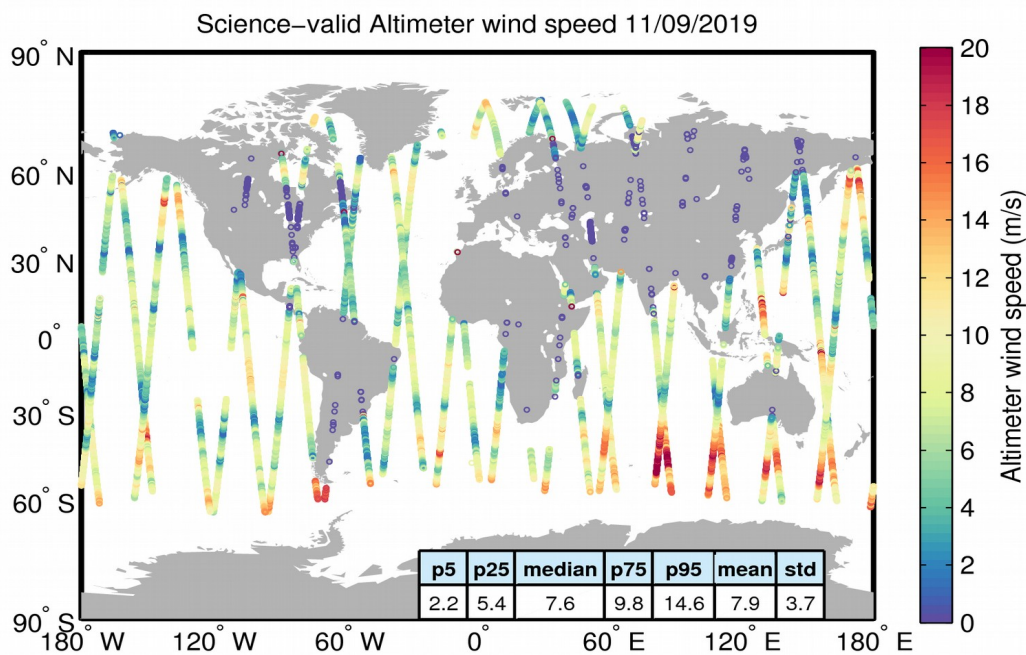 Science−valid Altimeter wind speed 11/09/2019
90° N
60° N
30° N
0°
30° S
60° S
90° S
180° W
120° W
60° W
0°
60° E
120° E
180° E
p5 p25 median p75 p95 mean std
2.2 5.4 7.6 9.8 14.6 7.9 3.7
20
18
16
14
12
10
8
6
4
2
0
Altimeter wind speed (m/s)